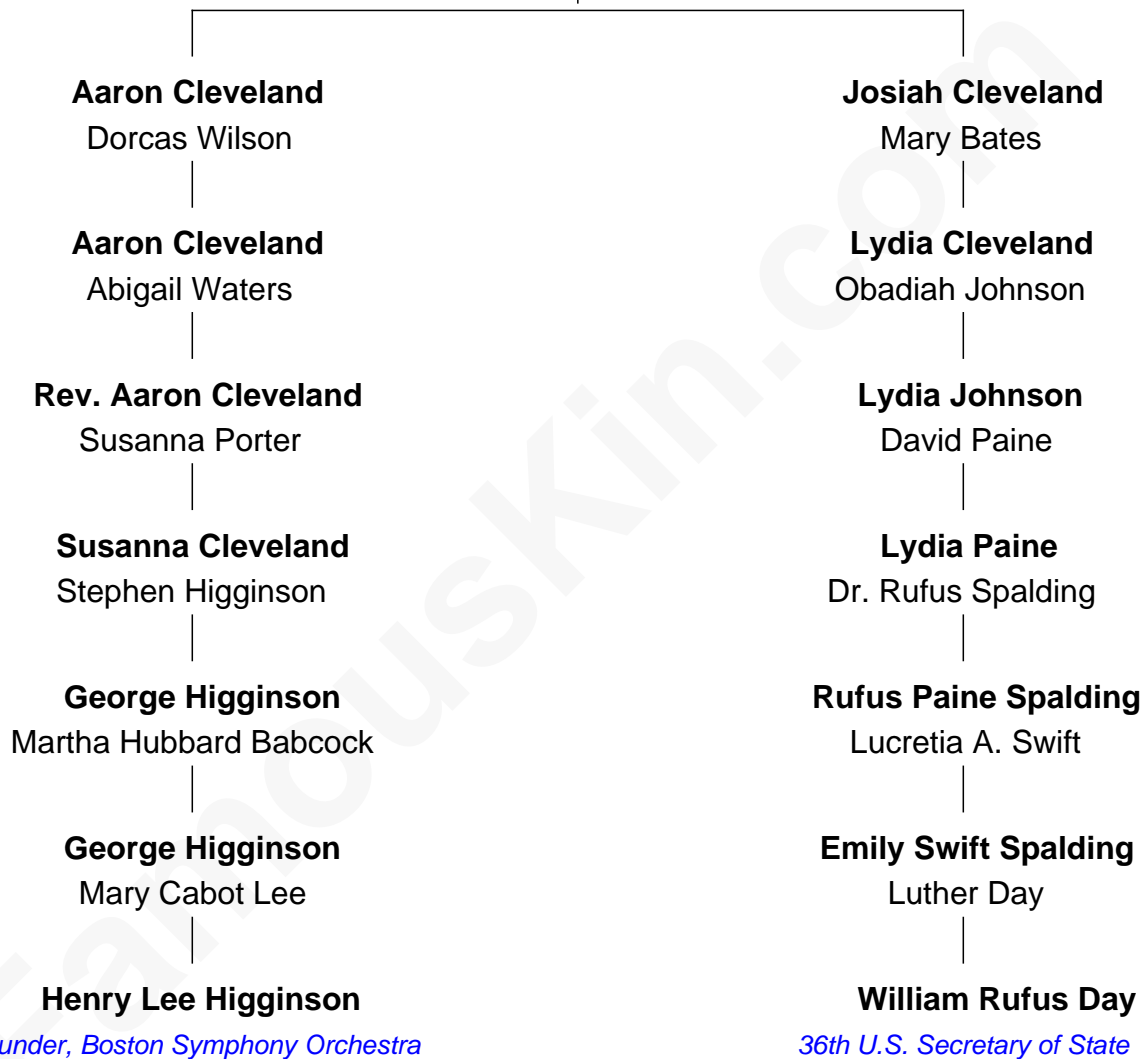 Aaron Cleveland
Dorcas Wilson
Aaron Cleveland
Abigail Waters
Rev. Aaron Cleveland
Susanna Porter
Susanna Cleveland
Stephen Higginson
George Higginson
Martha Hubbard Babcock
George Higginson
Mary Cabot Lee
Henry Lee Higginson
under, Boston Symphony Orchestra
Josiah Cleveland
Mary Bates
Lydia Cleveland
Obadiah Johnson
Lydia Johnson
David Paine
Lydia Paine
Dr. Rufus Spalding
Rufus Paine Spalding
Lucretia A. Swift
Emily Swift Spalding
Luther Day
William Rufus Day
36th U.S. Secretary of State
FamousKin.com